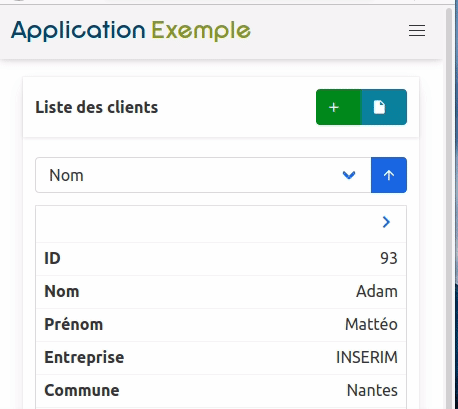 Application Exemple
Liste des clients
Nom
ID 93
Nom Adam
Prénom Mattéo
Entreprise INSERIM
Commune Nantes